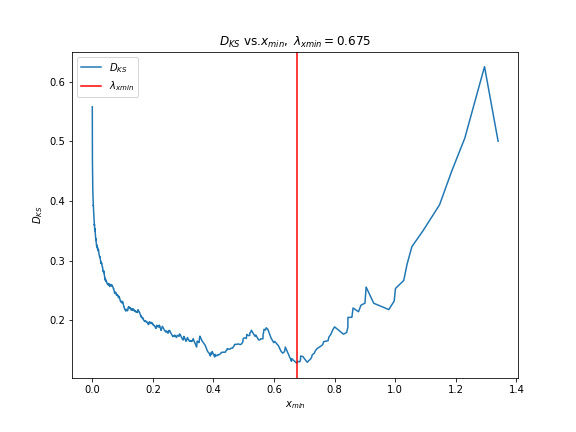 D_KS vs.x_min, λ_xmin = 0.675
D_KS
λ_xmin
0.6
0.5
0.4
0.3
0.2
D_KS
0.0 0.2 0.4 0.6 0.8 1.0 1.2 1.4
x_min